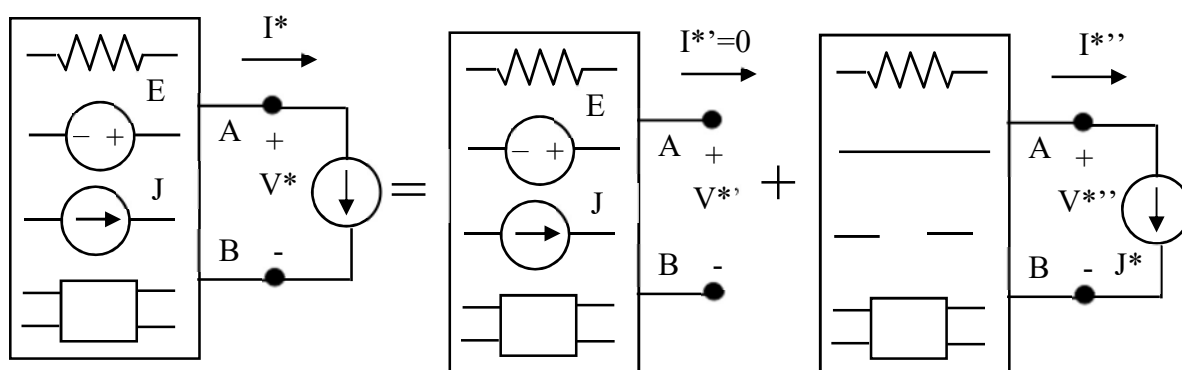 I*
E
− +
A
+
J
V*
B
-
=
I*'=0
E
− +
A
+
J
V*'
B
-
+
I*''
A
+
V*''
B
-
J*